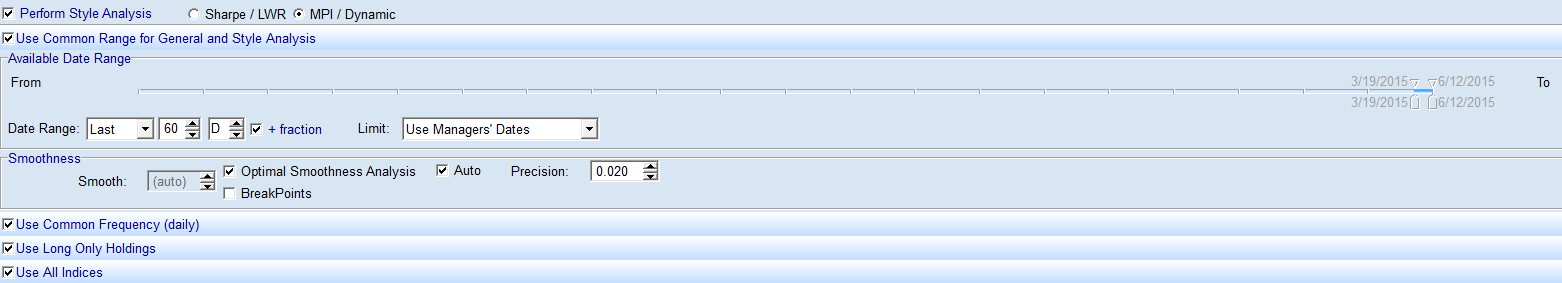 Perform Style Analysis Sharpe / LWR MPI / Dynamic
Use Common Range for General and Style Analysis
Available Date Range
From 3/19/2015 6/12/2015 To
3/19/2015 6/12/2015
Date Range: Last 60 D + fraction Limit: Use Managers' Dates
Smoothness
Smooth: (auto) Optimal Smoothness Analysis Auto Precision: 0.020
BreakPoints
Use Common Frequency (daily)
Use Long Only Holdings
Use All Indices